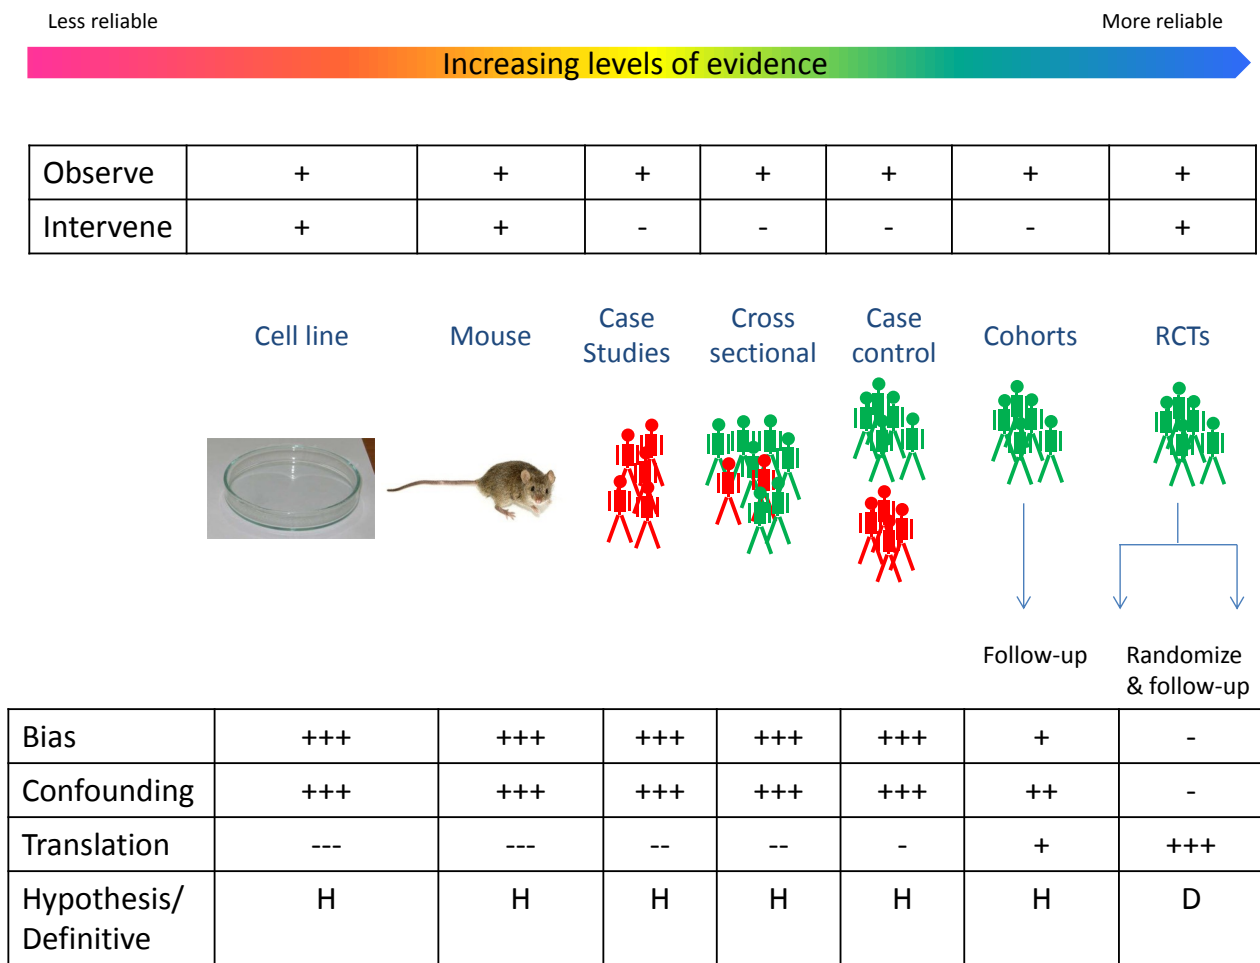 Less reliable
More reliable
Increasing levels of evidence
Observe + + + + + + +
Intervene + + - - - - +
Cell line
Mouse
Case
Studies
Cross
sectional
Case
control
Cohorts
RCTs
Follow-up
Randomize
& follow-up
Bias +++ +++ +++ +++ +++ + -
Confounding +++ +++ +++ +++ +++ ++ -
Translation --- --- -- -- - + +++
Hypothesis/ H H H H H H D
Definitive